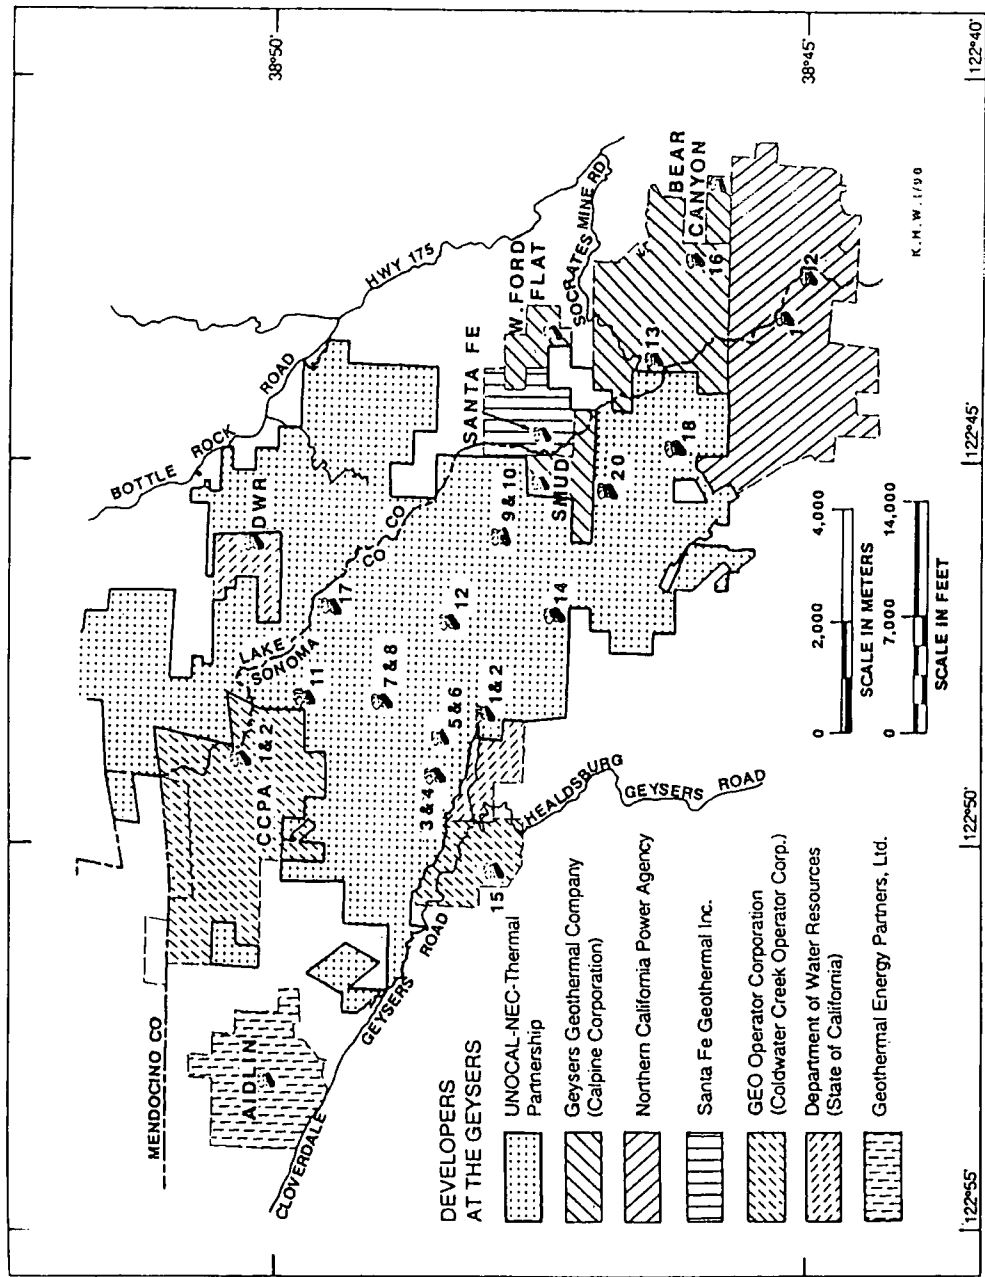 MENDOCINO CO
CLOVERDALE
GEYSERS
ROAD
AIDLIN
CCPA
1 & 2
LAKE
SONOMA
CO
CO
11
17
DWR
BOTTLE
ROCK
ROAD
HWY 175
7 & 8
12
5 & 6
3 & 4
1 & 2
15
HEALDSBURG
GEYSERS
ROAD
14
9 & 10
SANTA FE
SMUD
W. FORD
FLAT
SOCRATES MINE RD
20
18
13
BEAR
CANYON
16
1
2
DEVELOPERS
AT THE GEYSERS
UNOCAL-NEC-Thermal
Partnership
Geysers Geothermal Company
(Calpine Corporation)
Northern California Power Agency
Santa Fe Geothermal Inc.
GEO Operator Corporation
(Coldwater Creek Operator Corp.)
Department of Water Resources
(State of California)
Geothermal Energy Partners, Ltd.
0
2,000
4,000
SCALE IN METERS
0
7,000
14,000
SCALE IN FEET
K.H.W. 1/90
38°50'
38°45'
122°55'
122°50'
122°45'
122°40'